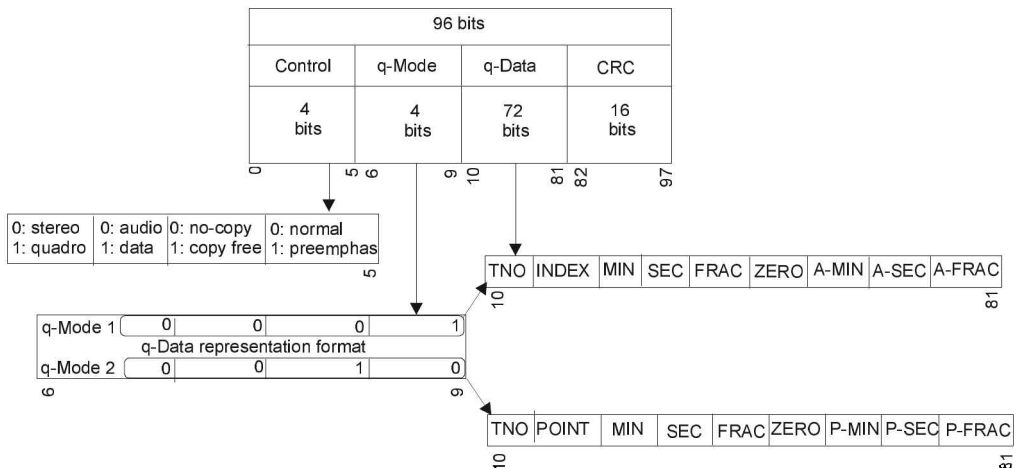 96 bits
Control q-Mode q-Data CRC
4 bits 4 bits 72 bits 16 bits
0 5 6 9 10 81 82 97
0: stereo 0: audio 0: no-copy 0: normal
1: quadro 1: data 1: copy free 1: preemphas
5
TNO INDEX MIN SEC FRAC ZERO A-MIN A-SEC A-FRAC
10 81
q-Mode 1 0 0 0 1
q-Data representation format
q-Mode 2 0 0 1 0
6 9
TNO POINT MIN SEC FRAC ZERO P-MIN P-SEC P-FRAC
10 81